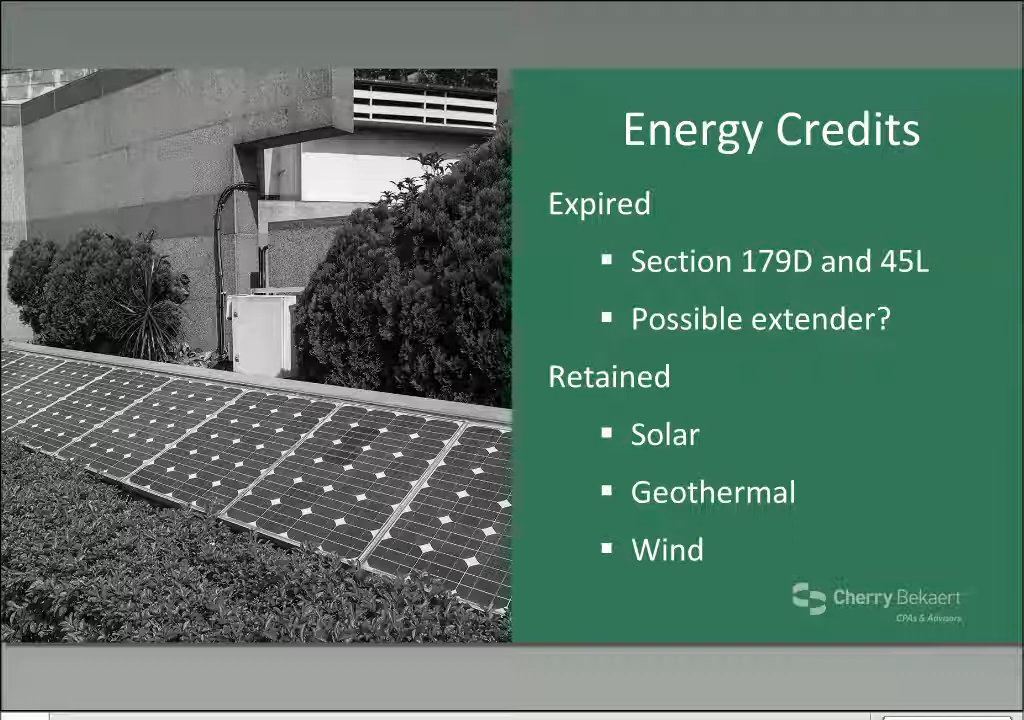 Energy Credits
Expired
▪ Section 179D and 45L
▪ Possible extender?
Retained
▪ Solar
▪ Geothermal
▪ Wind
Cherry Bekaert
CPAs & Advisors